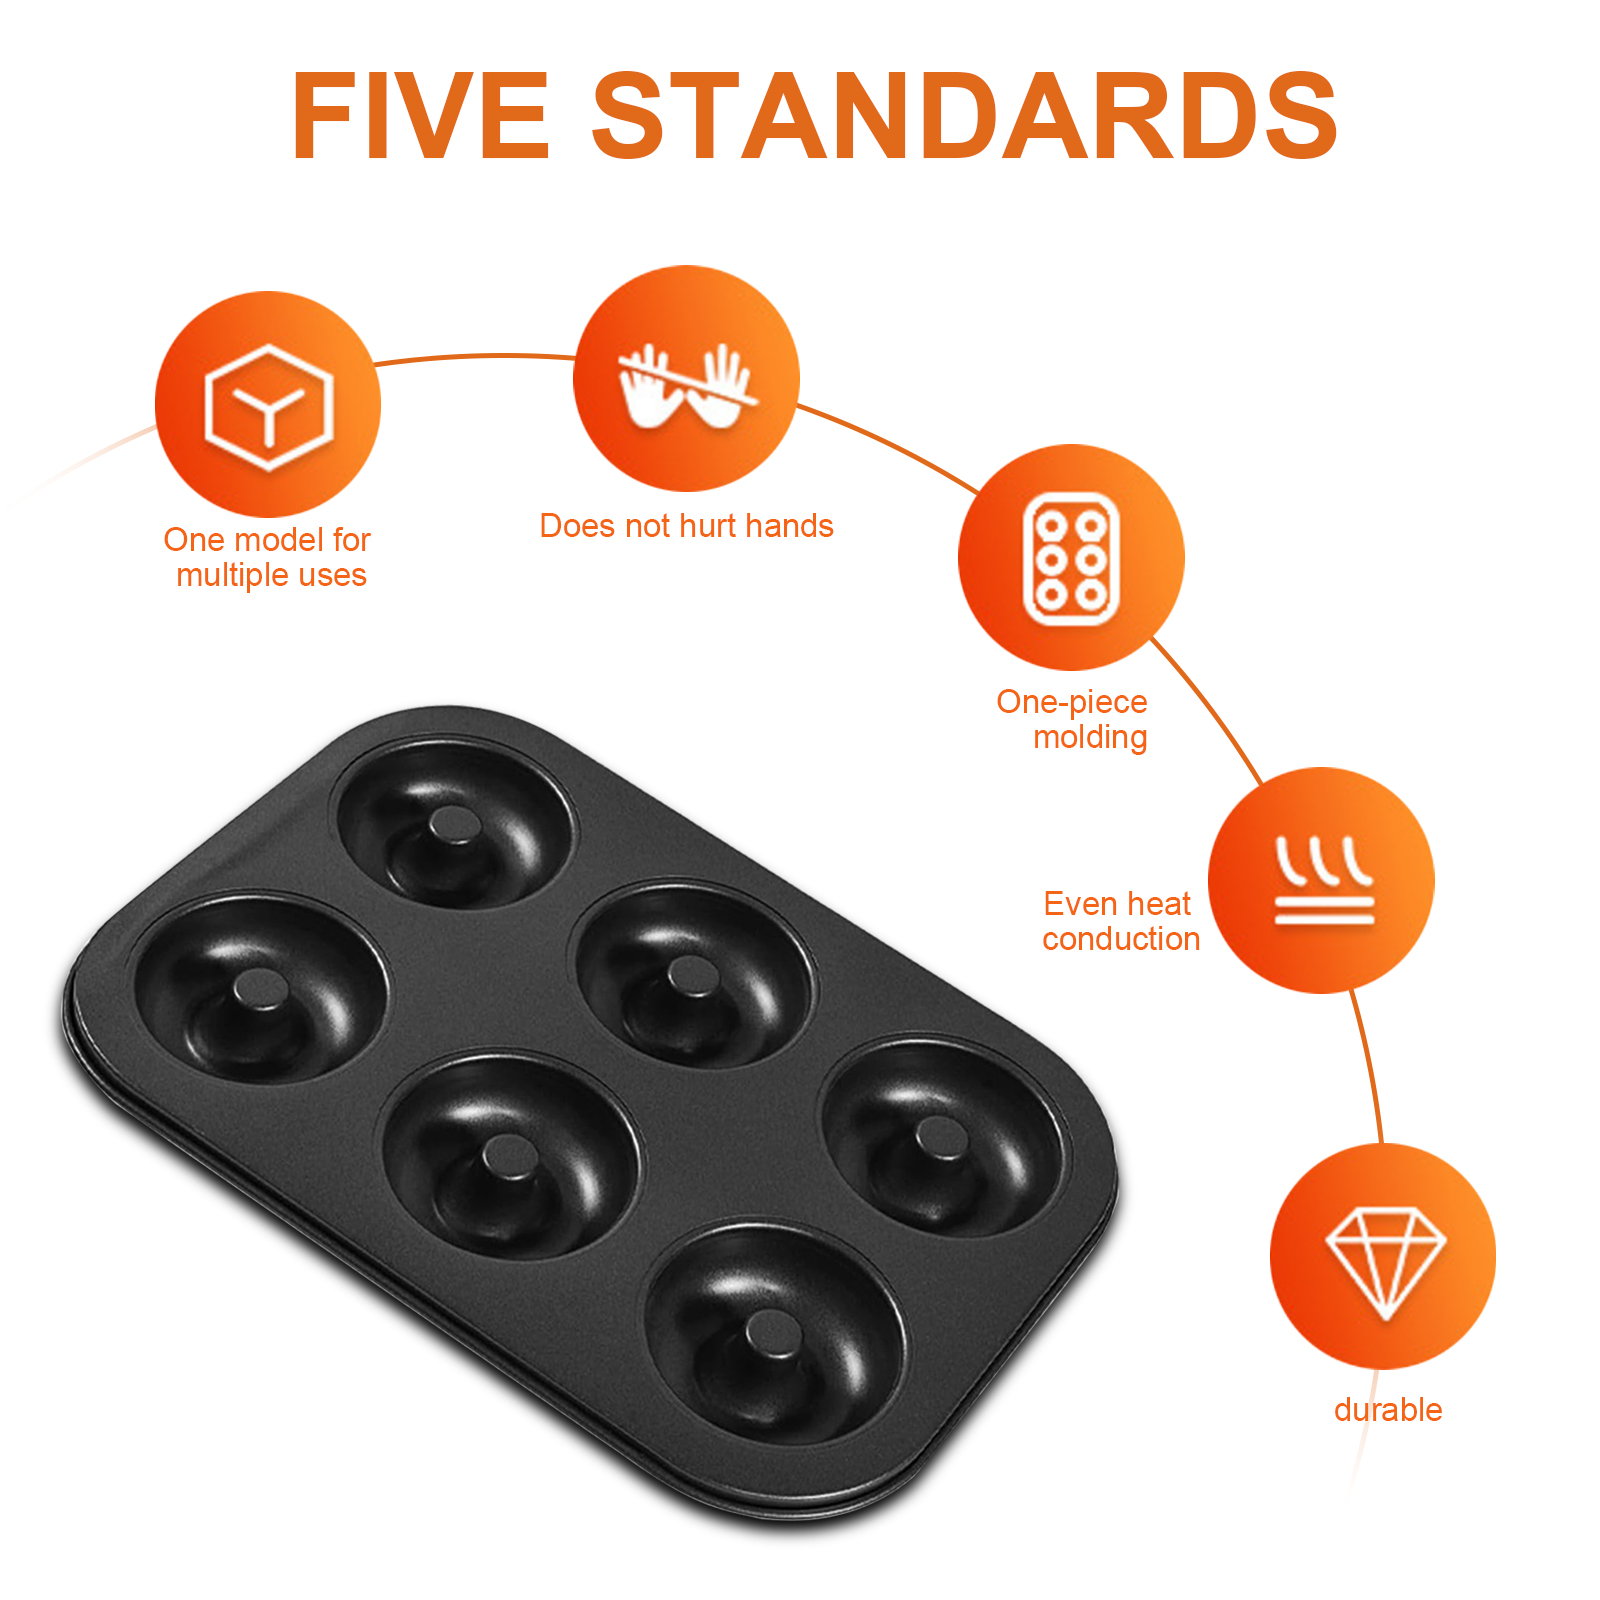 FIVE STANDARDS
One model for
multiple uses
Does not hurt hands
One-piece
molding
Even heat
conduction
durable